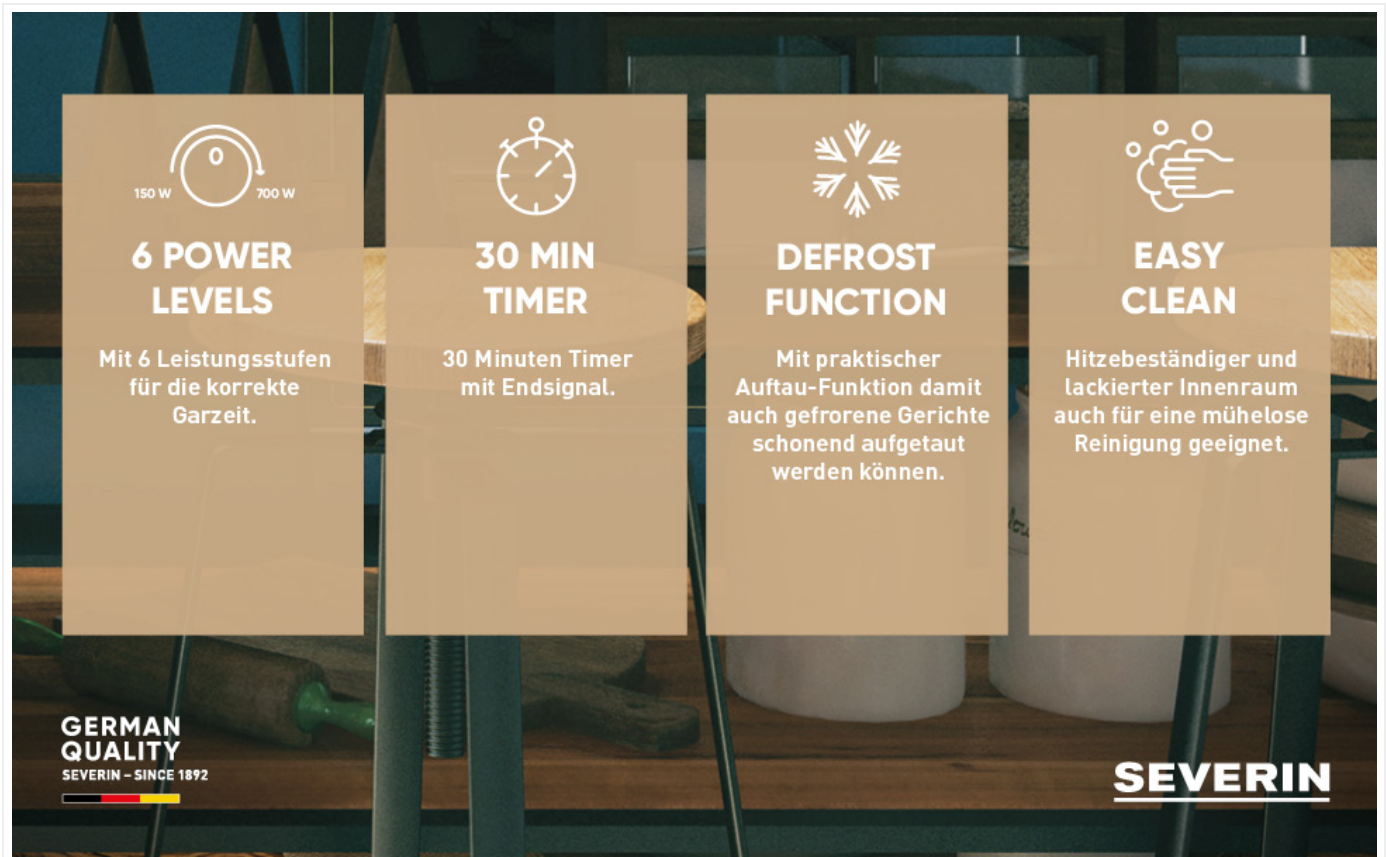 150 W
700 W
6 POWER
LEVELS
Mit 6 Leistungsstufen
für die korrekte
Garzeit.
30 MIN
TIMER
30 Minuten Timer
mit Endsignal.
DEFROST
FUNCTION
Mit praktischer
Auftau-Funktion damit
auch gefrorene Gerichte
schonend aufgetaut
werden können.
EASY
CLEAN
Hitzebeständiger und
lackierter Innenraum
auch für eine mühelose
Reinigung geeignet.
GERMAN
QUALITY
SEVERIN – SINCE 1892
SEVERIN